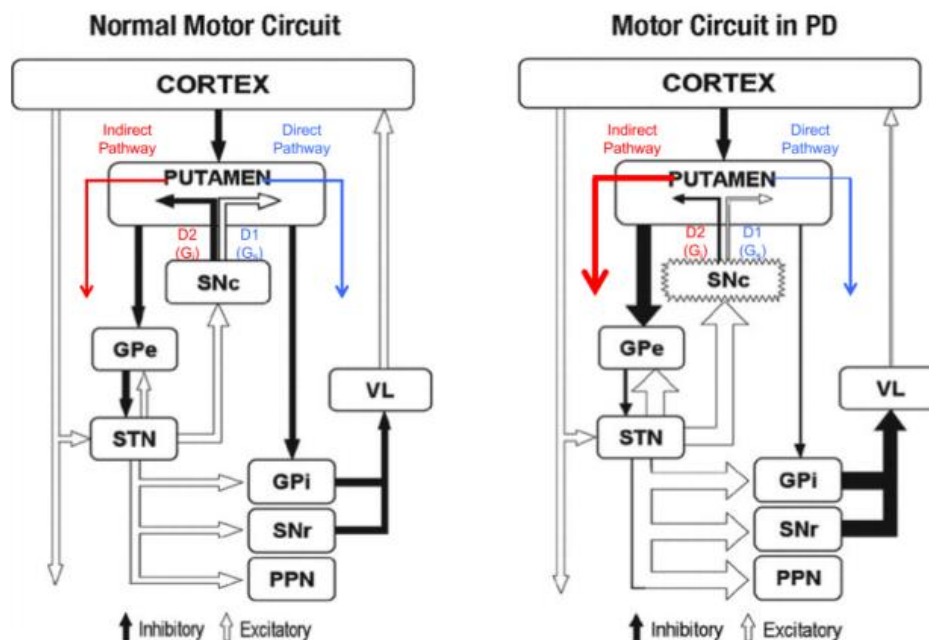 Normal Motor Circuit
CORTEX
Indirect
Pathway
Direct
Pathway
PUTAMEN
D2
(Gi)
D1
(Gs)
SNc
GPe
VL
STN
GPi
SNr
PPN
Inhibitory Excitatory
Motor Circuit in PD
CORTEX
Indirect
Pathway
Direct
Pathway
PUTAMEN
D2
(Gi)
D1
(Gs)
SNc
GPe
VL
STN
GPi
SNr
PPN
Inhibitory Excitatory